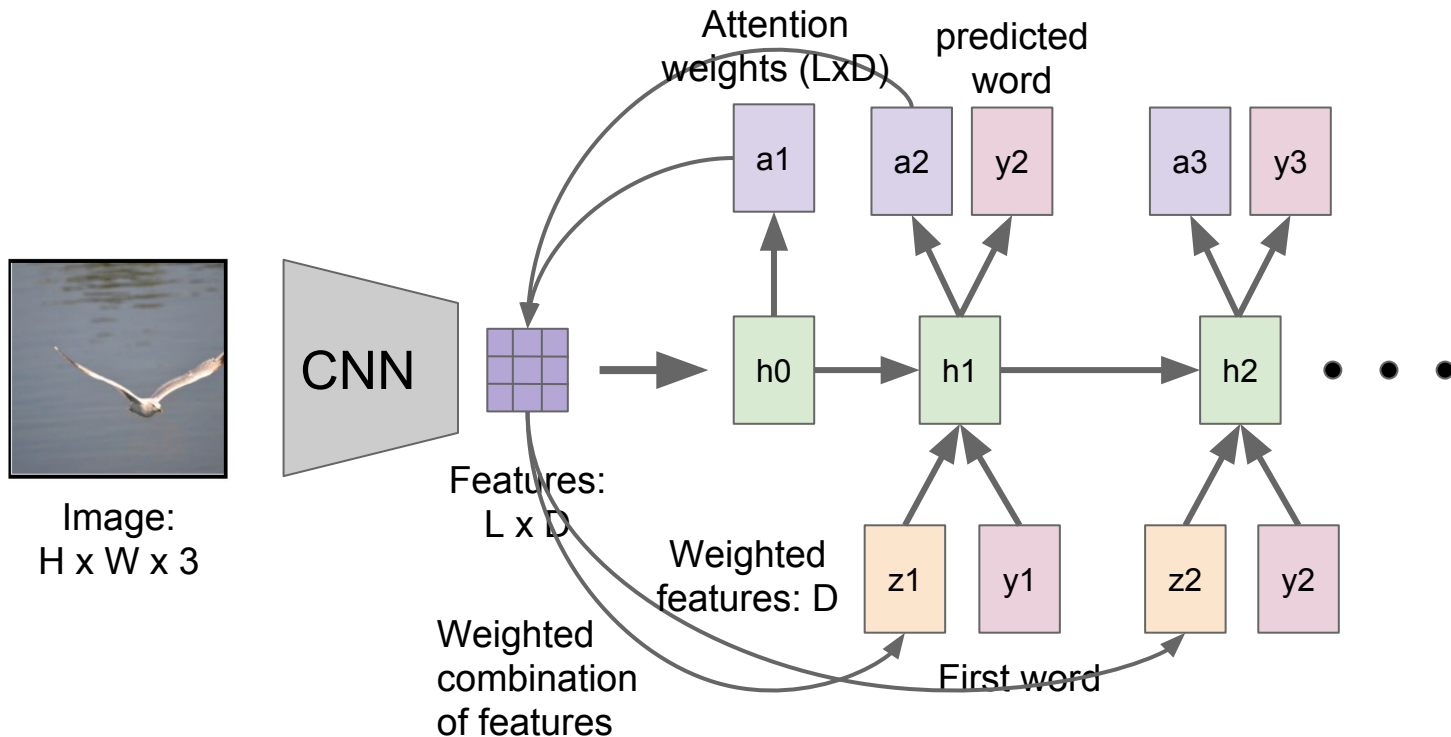 Attention
weights (LxD)
predicted
word
a1
a2
y2
a3
y3
CNN
h0
h1
h2
Image:
H x W x 3
Features:
L x D
Weighted
features: D
z1
y1
z2
y2
Weighted
combination
of features
First word